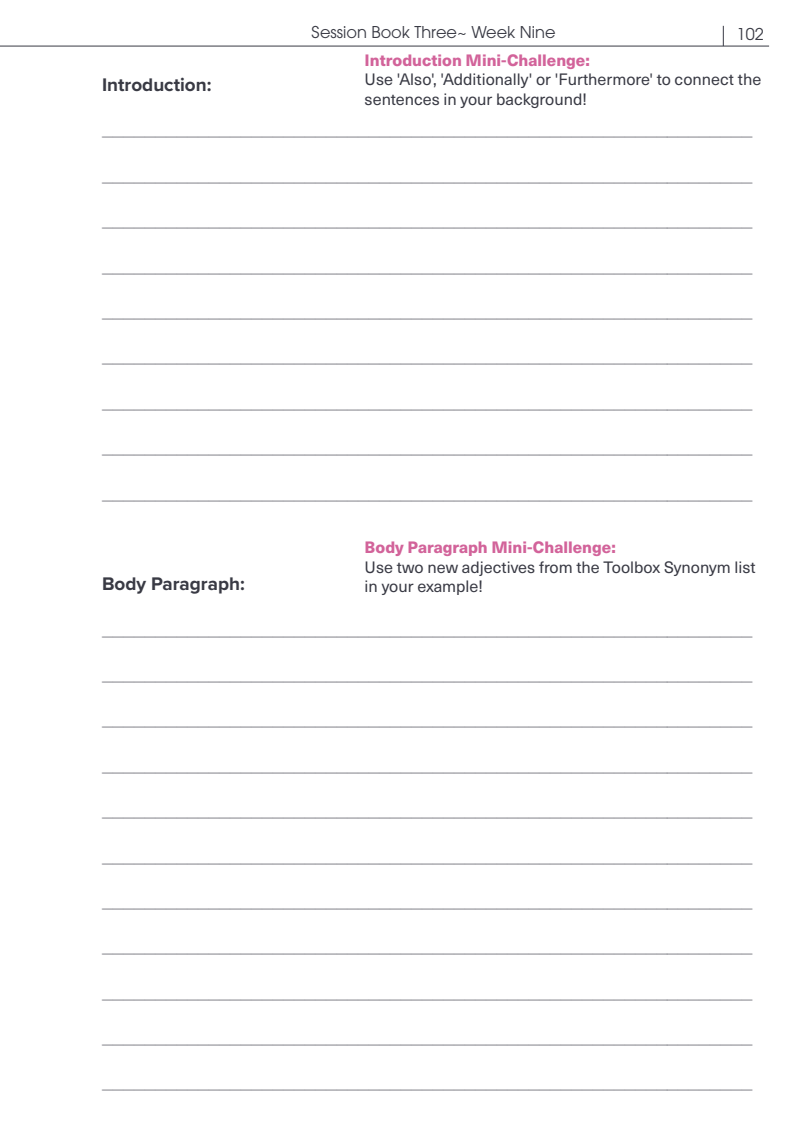 Session Book Three~ Week Nine
102
Introduction Mini-Challenge:
Introduction:
Use 'Also', 'Additionally' or 'Furthermore' to connect the
sentences in your background!
Body Paragraph Mini-Challenge:
Use two new adjectives from the Toolbox Synonym list
Body Paragraph:
in your example!